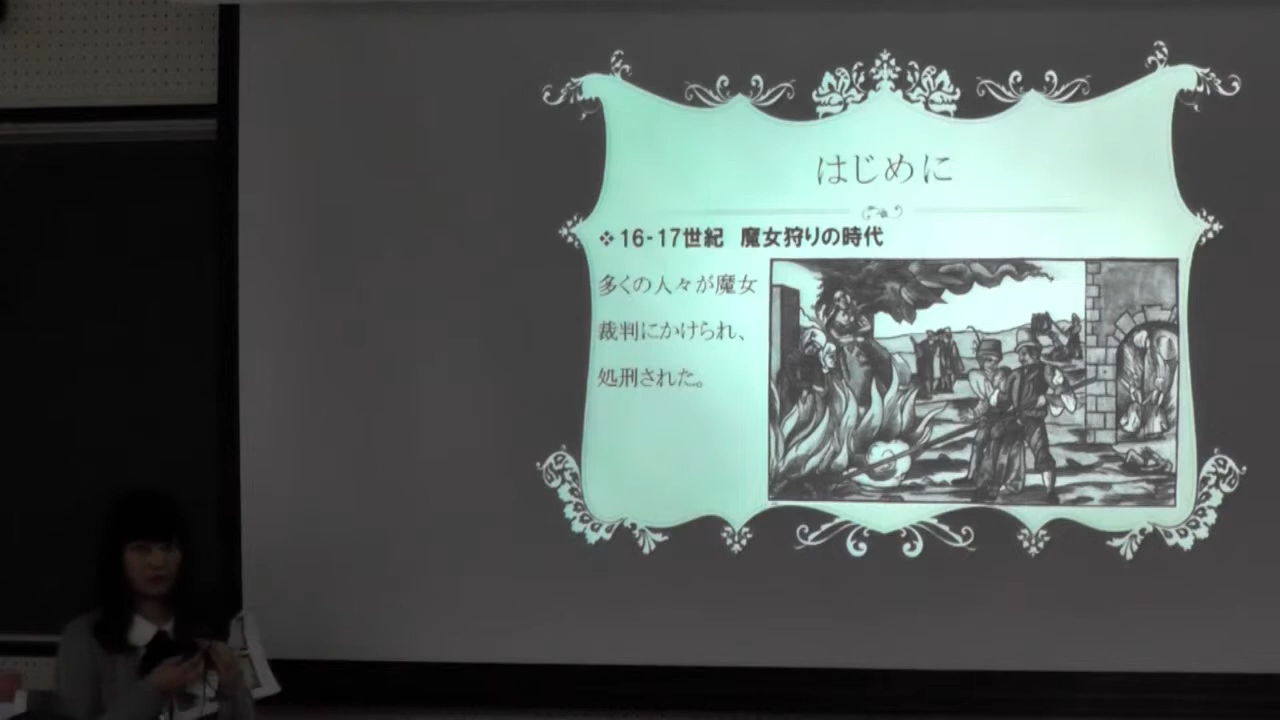 はじめに
❖16-17世紀 魔女狩りの時代
多くの人々が魔女
裁判にかけられ、
処刑された。